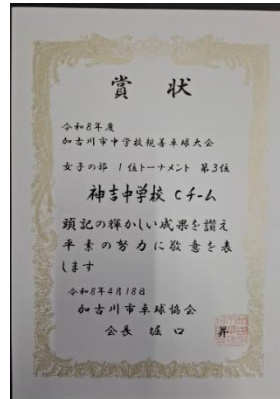 賞状
令和8年度
加古川市中学校親善卓球大会
女子の部 1位トーナメント 第3位
神吉中学校 Cチーム
頭記の輝かしい成果を讃え
平素の努力に敬意を表
します
令和8年4月18日
加古川市卓球協会
会長 堀口 昇